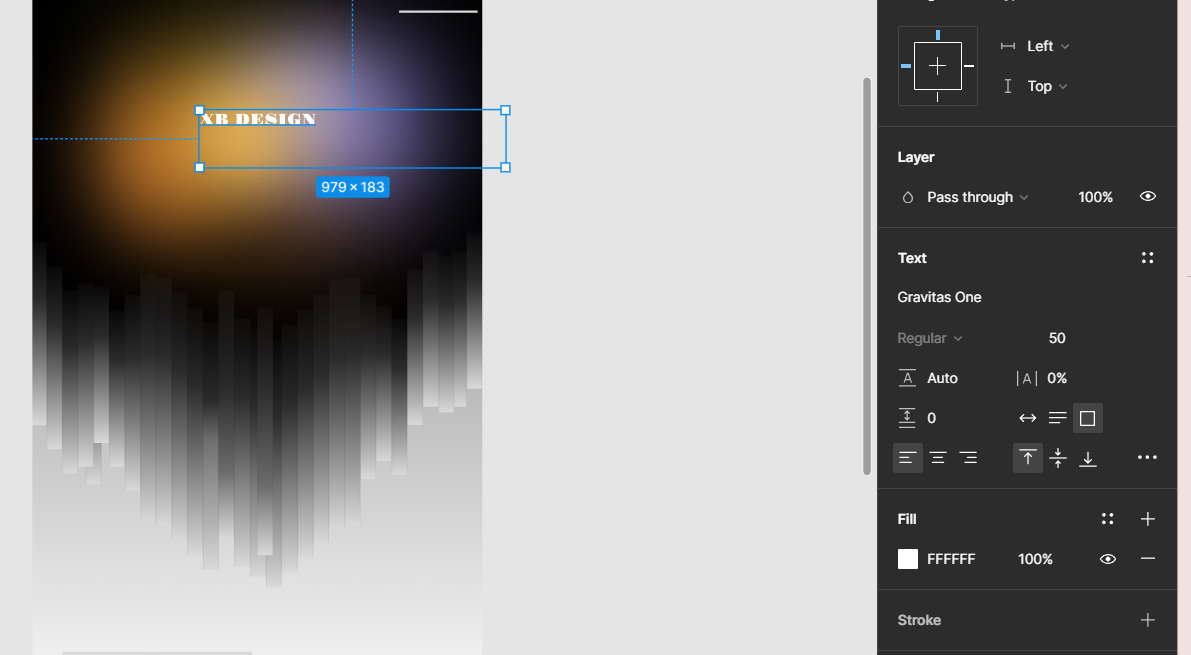 XB DESIGN
979 × 183
Left
Top
Layer
Pass through
100%
Text
Gravitas One
Regular
50
Auto
0%
0
Fill
FFFFFF
100%
Stroke